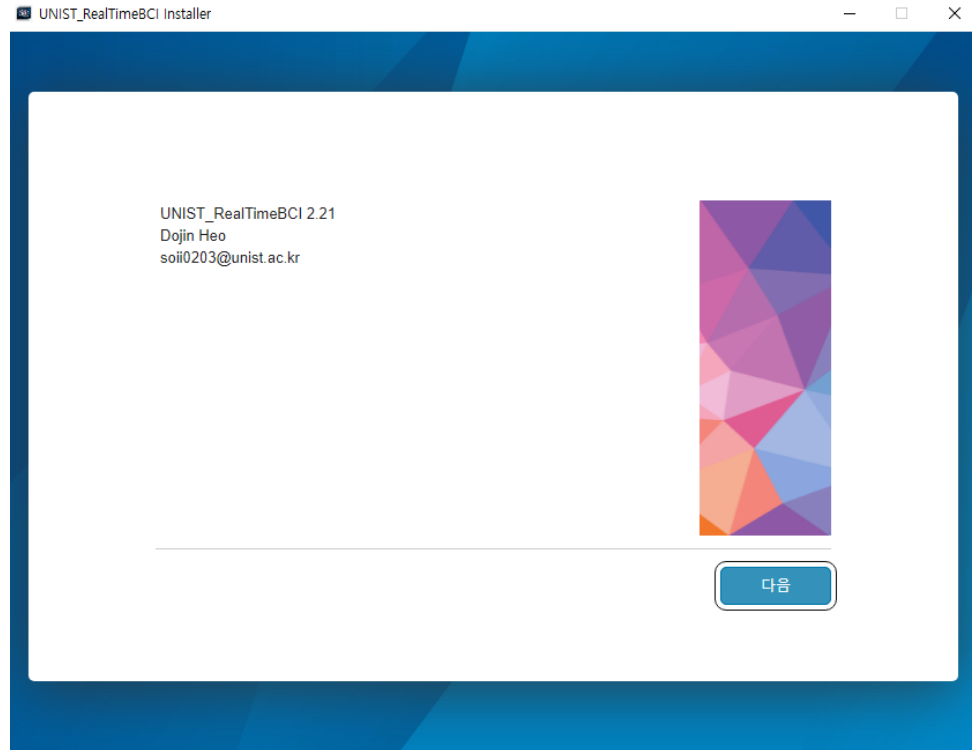 UNIST_RealTimeBCI Installer
UNIST_RealTimeBCI 2.21
Dojin Heo
soii0203@unist.ac.kr
다음